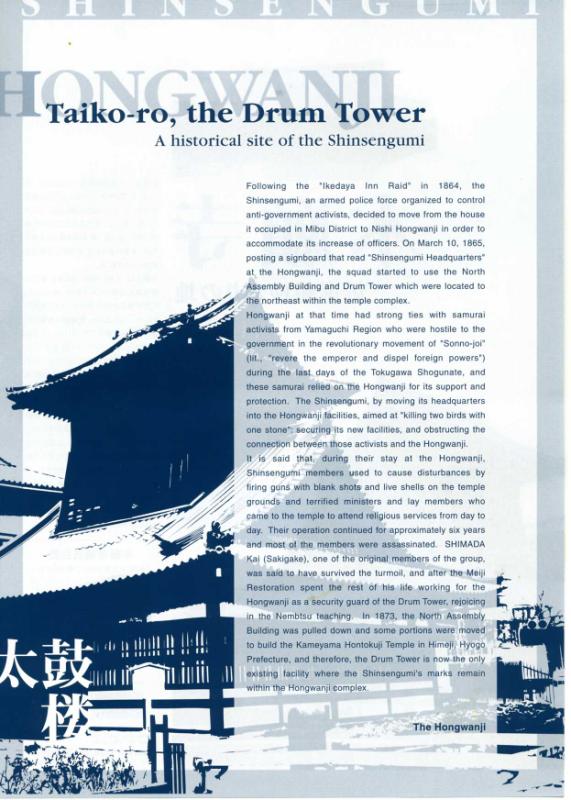 SHINSENGUMI
HONGWANJI
Taiko-ro, the Drum Tower
A historical site of the Shinsengumi
Following the "Ikedaya Inn Raid" in 1864, the
Shinsengumi, an armed police force organized to control
anti-government activists, decided to move from the house
it occupied in Mibu District to Nishi Hongwanji in order to
accommodate its increase of officers. On March 10, 1865,
posting a signboard that read "Shinsengumi Headquarters"
at the Hongwanji, the squad started to use the North
Assembly Building and Drum Tower which were located to
the northeast within the temple complex.
Hongwanji at that time had strong ties with samurai
activists from Yamaguchi Region who were hostile to the
government in the revolutionary movement of "Sonno-joi"
(lit., "revere the emperor and dispel foreign powers")
during the last days of the Tokugawa Shogunate, and
these samurai relied on the Hongwanji for its support and
protection. The Shinsengumi, by moving its headquarters
into the Hongwanji facilities, aimed at "killing two birds with
one stone": securing its new facilities, and obstructing the
connection between those activists and the Hongwanji.
It is said that, during their stay at the Hongwanji,
Shinsengumi members used to cause disturbances by
firing guns with blank shots and live shells on the temple
grounds and terrified ministers and lay members who
came to the temple to attend religious services from day to
day. Their operation continued for approximately six years
and most of the members were assassinated. SHIMADA
Kai (Sakigake), one of the original members of the group,
was said to have survived the turmoil, and after the Meiji
Restoration spent the rest of his life working for the
Hongwanji as a security guard of the Drum Tower, rejoicing
in the Nembtsu teaching. In 1873, the North Assembly
Building was pulled down and some portions were moved
to build the Kameyama Hontokuji Temple in Himeji, Hyogo
Prefecture, and therefore, the Drum Tower is now the only
existing facility where the Shinsengumi's marks remain
within the Hongwanji complex.
The Hongwanji
太鼓楼